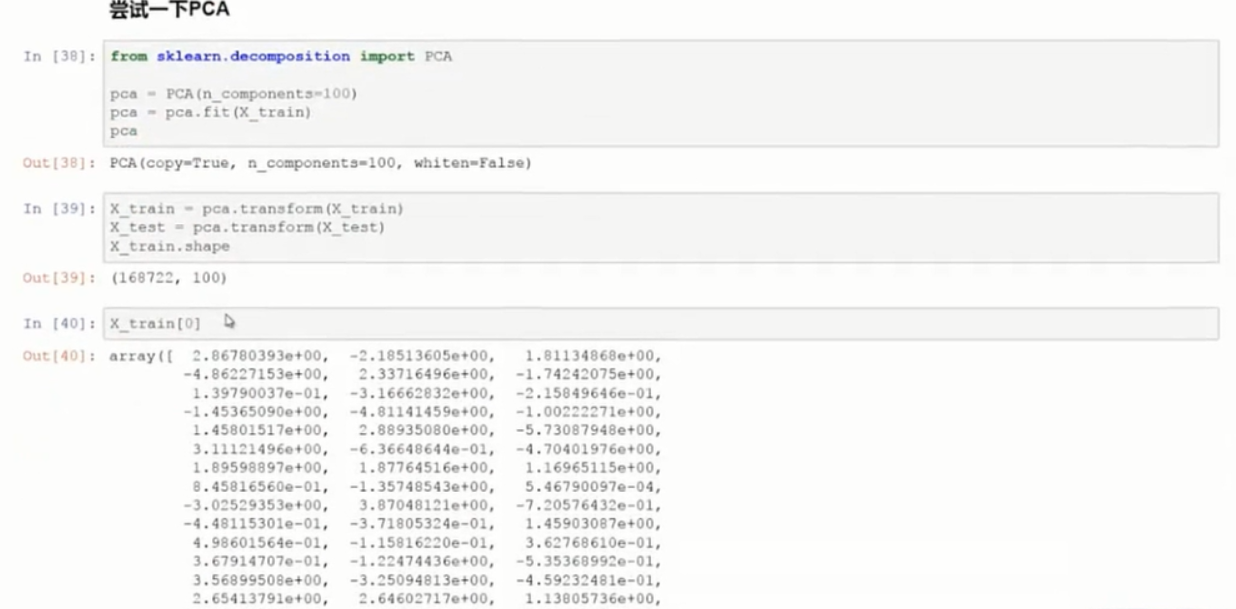 尝试一下PCA
In [38]: from sklearn.decomposition import PCA
pca = PCA(n_components=100)
pca = pca.fit(X_train)
pca
Out[38]: PCA(copy=True, n_components=100, whiten=False)
In [39]: X_train = pca.transform(X_train)
X_test = pca.transform(X_test)
X_train.shape
Out[39]: (168722, 100)
In [40]: X_train[0]
Out[40]: array([ 2.86780393e+00, -2.18513605e+00, 1.81134868e+00,
-4.86227153e+00, 2.33716496e+00, -1.74242075e+00,
1.39790037e-01, -3.16662832e+00, -2.15849646e-01,
-1.45365090e+00, -4.81141459e+00, -1.00222271e+00,
1.45801517e+00, 2.88935080e+00, -5.73087948e+00,
3.11121496e+00, -6.36648644e-01, -4.70401976e+00,
1.89598897e+00, 1.87764516e+00, 1.16965115e+00,
8.45816560e-01, -1.35748543e+00, 5.46790097e-04,
-3.02529353e+00, 3.87048121e+00, -7.20576432e-01,
-4.48115301e-01, -3.71805324e-01, 1.45903087e+00,
4.98601564e-01, -1.15816220e-01, 3.62768610e-01,
3.67914707e-01, -1.22474436e+00, -5.35368992e-01,
3.56899508e+00, -3.25094813e+00, -4.59232481e-01,
2.65413791e+00, 2.64602717e+00, 1.13805736e+00,